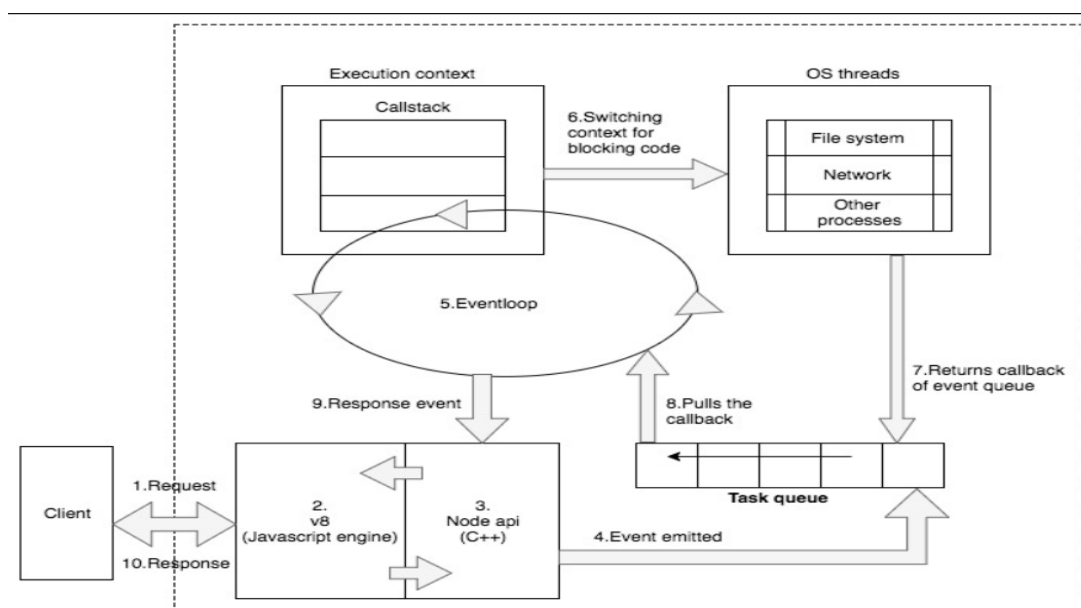 Execution context
OS threads
Callstack
6.Switching
context for
blocking code
File system
Network
Other
processes
5.Eventloop
7.Returns callback
of event queue
9.Response event
8.Pulls the
callback
Task queue
Client
1.Request
10.Response
2.
v8
(Javascript engine)
3.
Node api
(C++)
4.Event emitted